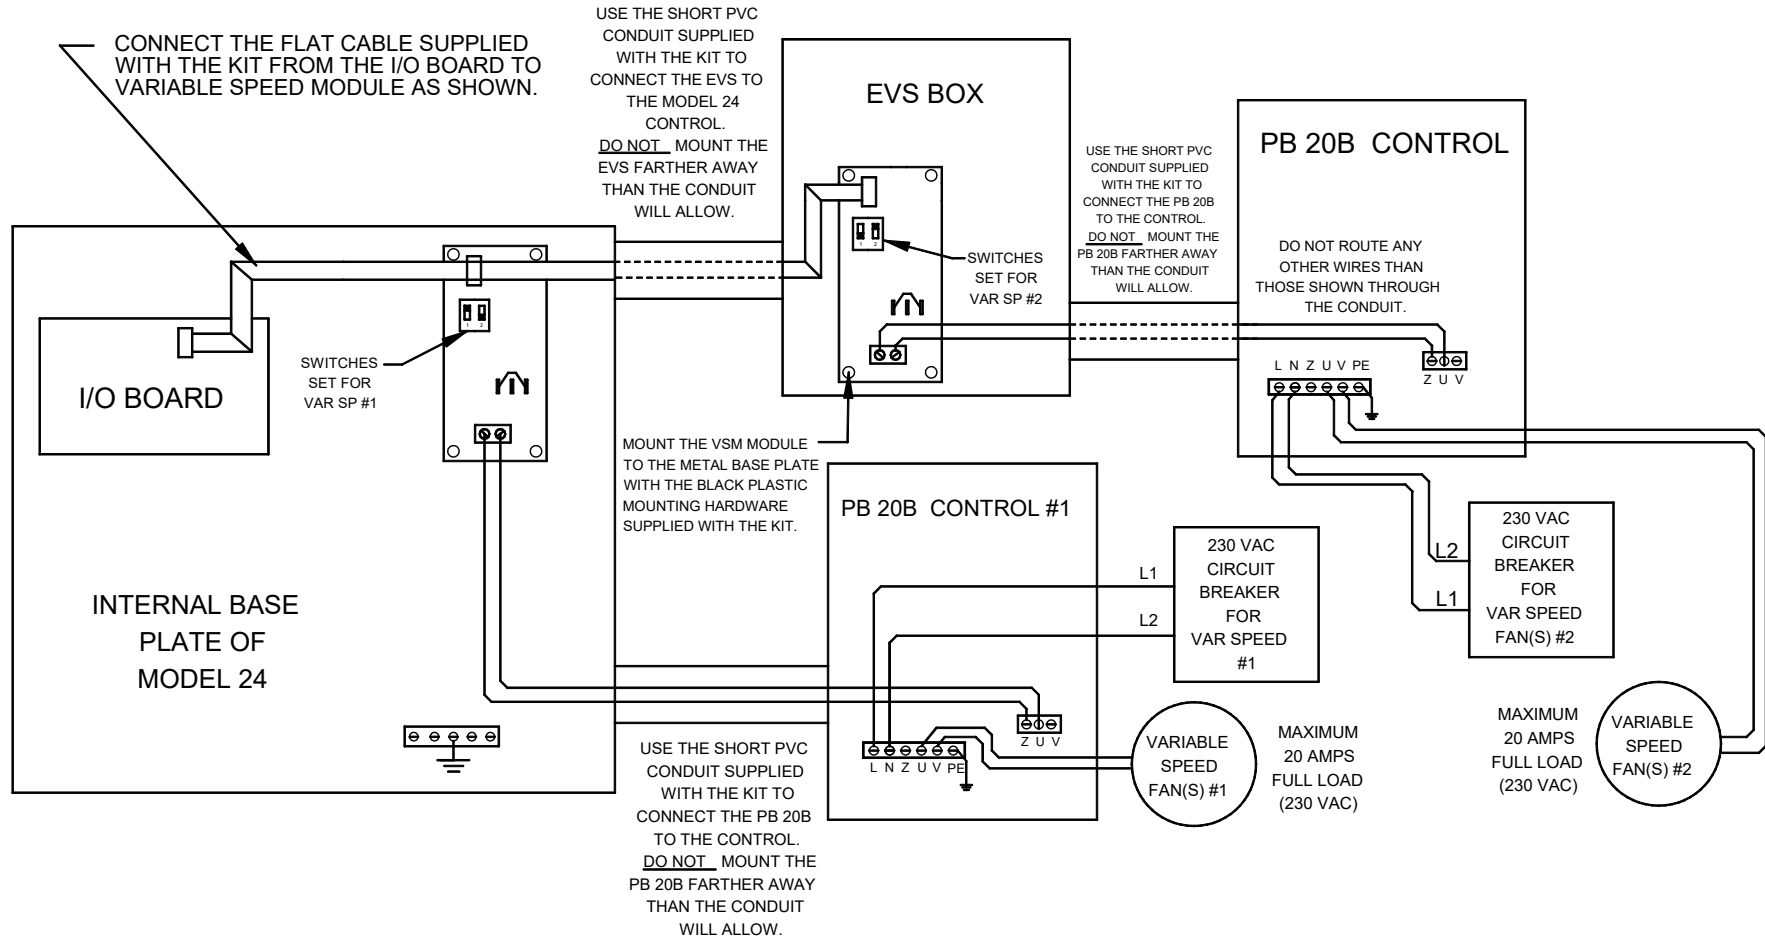 CONNECT THE FLAT CABLE SUPPLIED
WITH THE KIT FROM THE I/O BOARD TO
VARIABLE SPEED MODULE AS SHOWN.
USE THE SHORT PVC
CONDUIT SUPPLIED
WITH THE KIT TO
CONNECT THE EVS TO
THE MODEL 24
CONTROL.
DO NOT MOUNT THE
EVS FARTHER AWAY
THAN THE CONDUIT
WILL ALLOW.
EVS BOX
1 2
SWITCHES
SET FOR
VAR SP #2
USE THE SHORT PVC
CONDUIT SUPPLIED
WITH THE KIT TO
CONNECT THE PB 20B
TO THE CONTROL.
DO NOT MOUNT THE
PB 20B FARTHER AWAY
THAN THE CONDUIT
WILL ALLOW.
PB 20B CONTROL
DO NOT ROUTE ANY
OTHER WIRES THAN
THOSE SHOWN THROUGH
THE CONDUIT.
Z U V
L N Z U V PE
I/O BOARD
1 2
SWITCHES
SET FOR
VAR SP #1
INTERNAL BASE
PLATE OF
MODEL 24
MOUNT THE VSM MODULE
TO THE METAL BASE PLATE
WITH THE BLACK PLASTIC
MOUNTING HARDWARE
SUPPLIED WITH THE KIT.
PB 20B CONTROL #1
Z U V
L N Z U V PE
L1
L2
230 VAC
CIRCUIT
BREAKER
FOR
VAR SPEED
#1
L2
L1
230 VAC
CIRCUIT
BREAKER
FOR
VAR SPEED
FAN(S) #2
VARIABLE
SPEED
FAN(S) #1
MAXIMUM
20 AMPS
FULL LOAD
(230 VAC)
MAXIMUM
20 AMPS
FULL LOAD
(230 VAC)
VARIABLE
SPEED
FAN(S) #2
USE THE SHORT PVC
CONDUIT SUPPLIED
WITH THE KIT TO
CONNECT THE PB 20B
TO THE CONTROL.
DO NOT MOUNT THE
PB 20B FARTHER AWAY
THAN THE CONDUIT
WILL ALLOW.